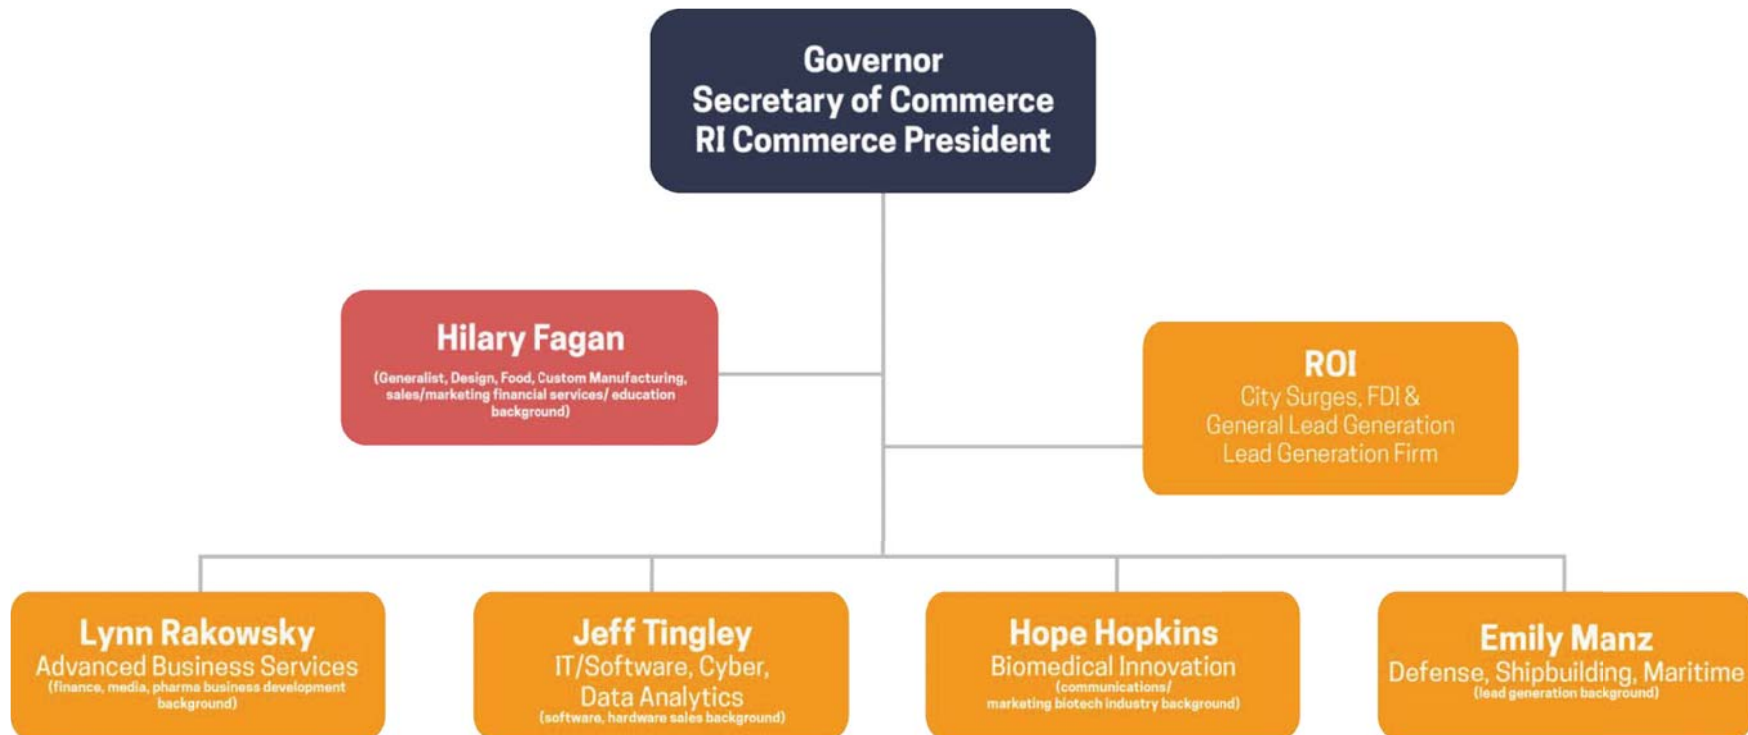 Governor
Secretary of Commerce
RI Commerce President
Hilary Fagan
(Generalist, Design, Food, Custom Manufacturing,
sales/marketing financial services/ education
background)
ROI
City Surges, FDI &
General Lead Generation
Lead Generation Firm
Lynn Rakowsky
Advanced Business Services
(finance, media, pharma business development
background)
Jeff Tingley
IT/Software, Cyber,
Data Analytics
(software, hardware sales background)
Hope Hopkins
Biomedical Innovation
(communications/
marketing biotech industry background)
Emily Manz
Defense, Shipbuilding, Maritime
(lead generation background)